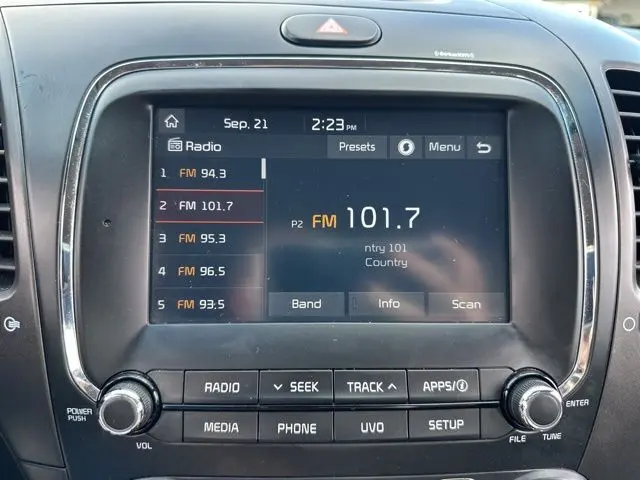 SiriusXM
Sep, 21 2:23 PM
Radio Presets Menu
1 FM 94.3
2 FM 101.7
3 FM 95.3
4 FM 96.5
5 FM 93.5
P2 FM 101.7
ntry 101
Country
Band Info Scan
RADIO SEEK TRACK APPS/i
MEDIA PHONE UVO SETUP
POWER
PUSH
VOL
ENTER
FILE TUNE